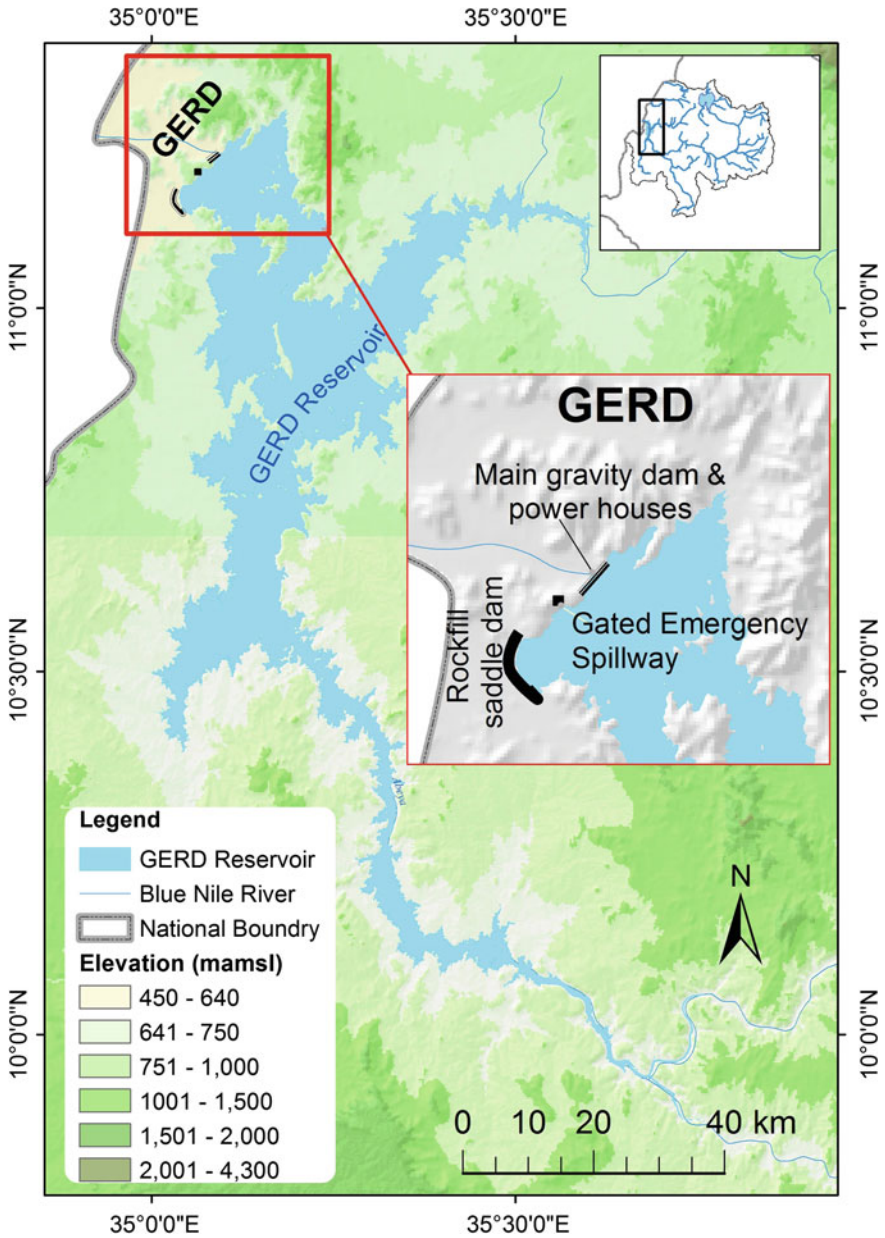 35°0'0"E
35°30'0"E
GERD
11°0'0"N
11°0'0"N
GERD Reservoir
GERD
Main gravity dam &
power houses
Gated Emergency
Spillway
Rockfill
saddle dam
10°30'0"N
10°30'0"N
Abeya
Legend
GERD Reservoir
Blue Nile River
National Boundry
Elevation (mamsl)
450 - 640
641 - 750
751 - 1,000
1001 - 1,500
1,501 - 2,000
2,001 - 4,300
N
10°0'0"N
10°0'0"N
0 10 20 40 km
35°0'0"E
35°30'0"E